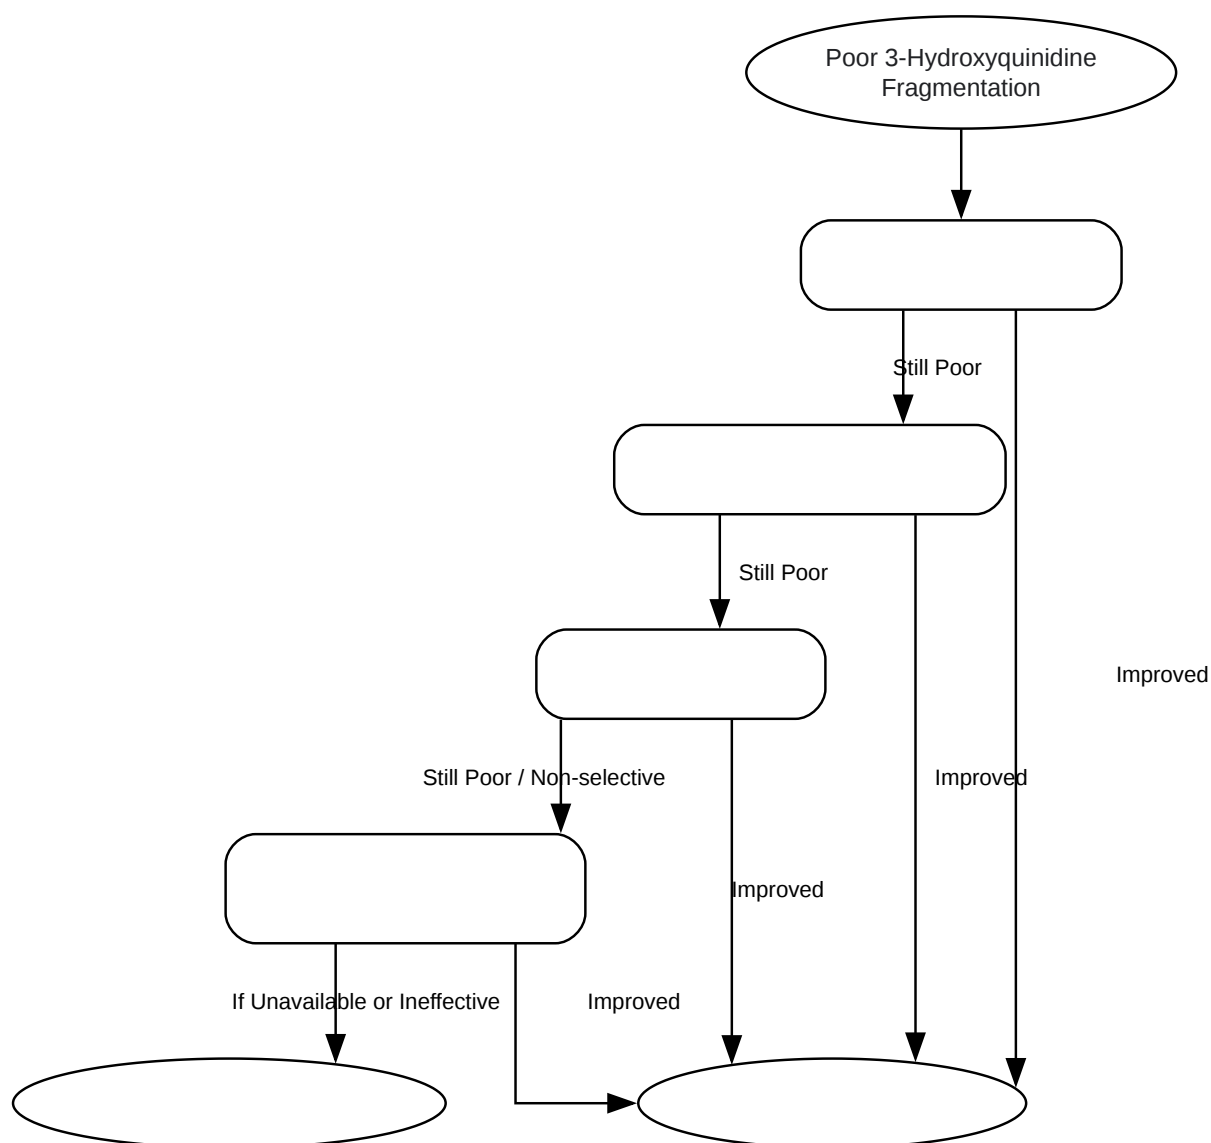 Poor 3-Hydroxyquinidine
Fragmentation
Still Poor
Still Poor
Improved
Still Poor / Non-selective
Improved
Improved
If Unavailable or Ineffective
Improved